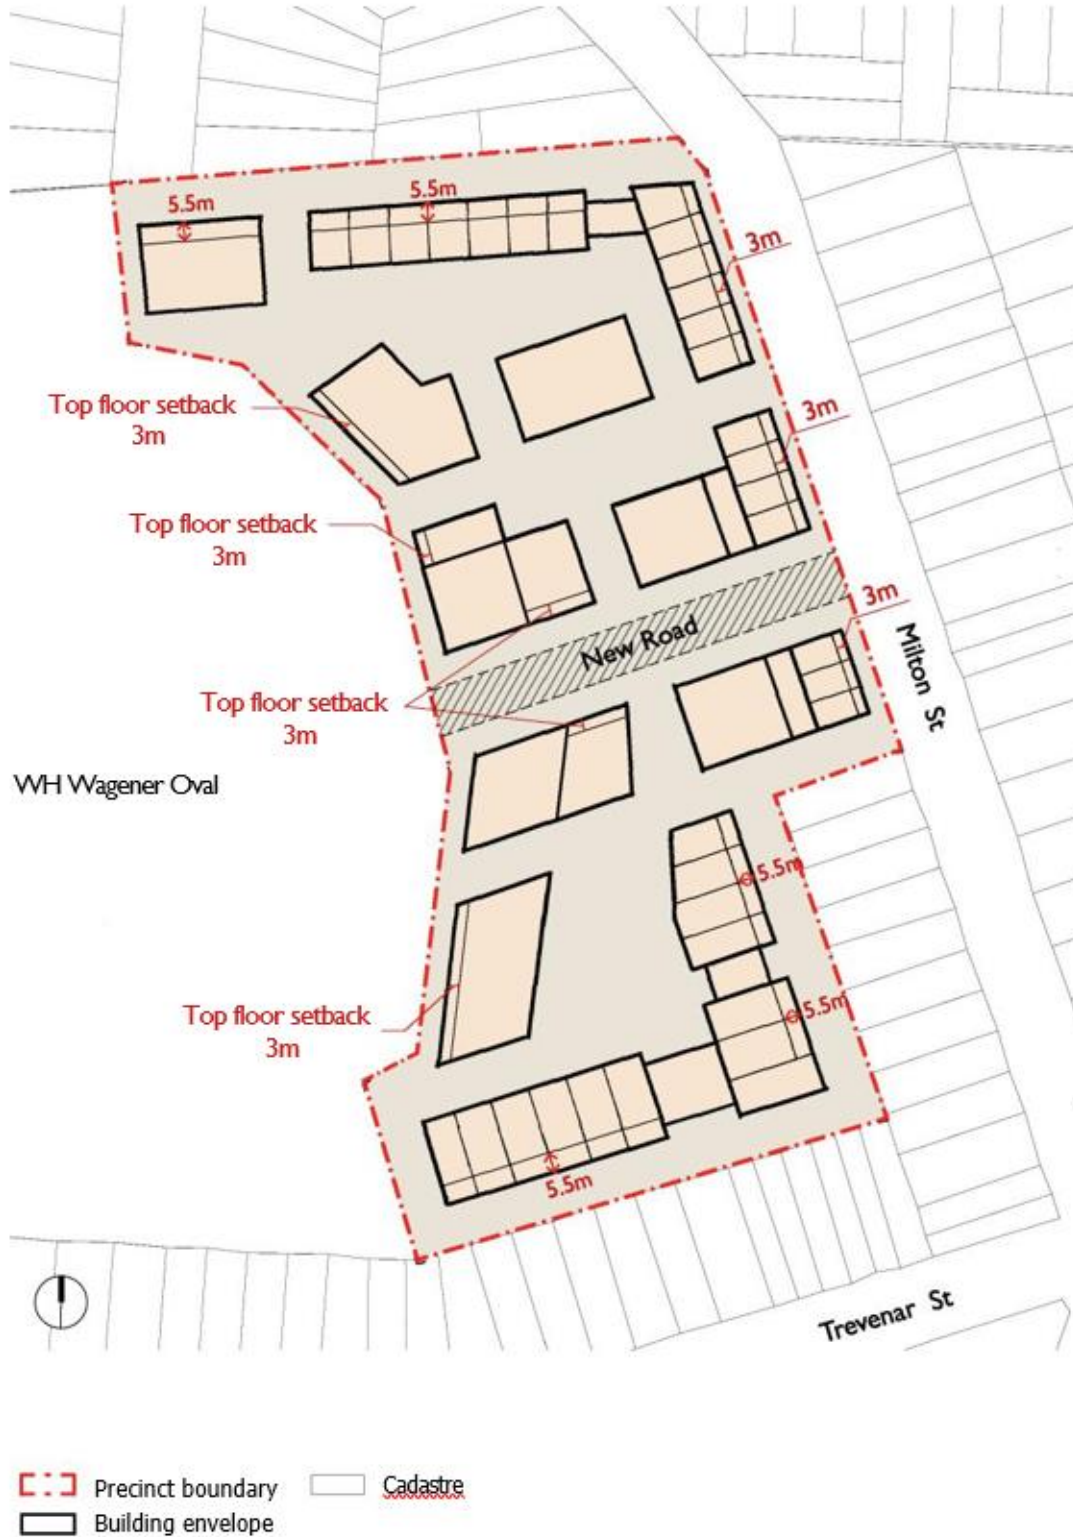 5.5m
5.5m
3m
Top floor setback
3m
3m
Top floor setback
3m
3m
New Road
Milton St
Top floor setback
3m
WH Wagener Oval
5.5m
5.5m
Top floor setback
3m
5.5m
Trevenar St
Precinct boundary
Cadastre
Building envelope